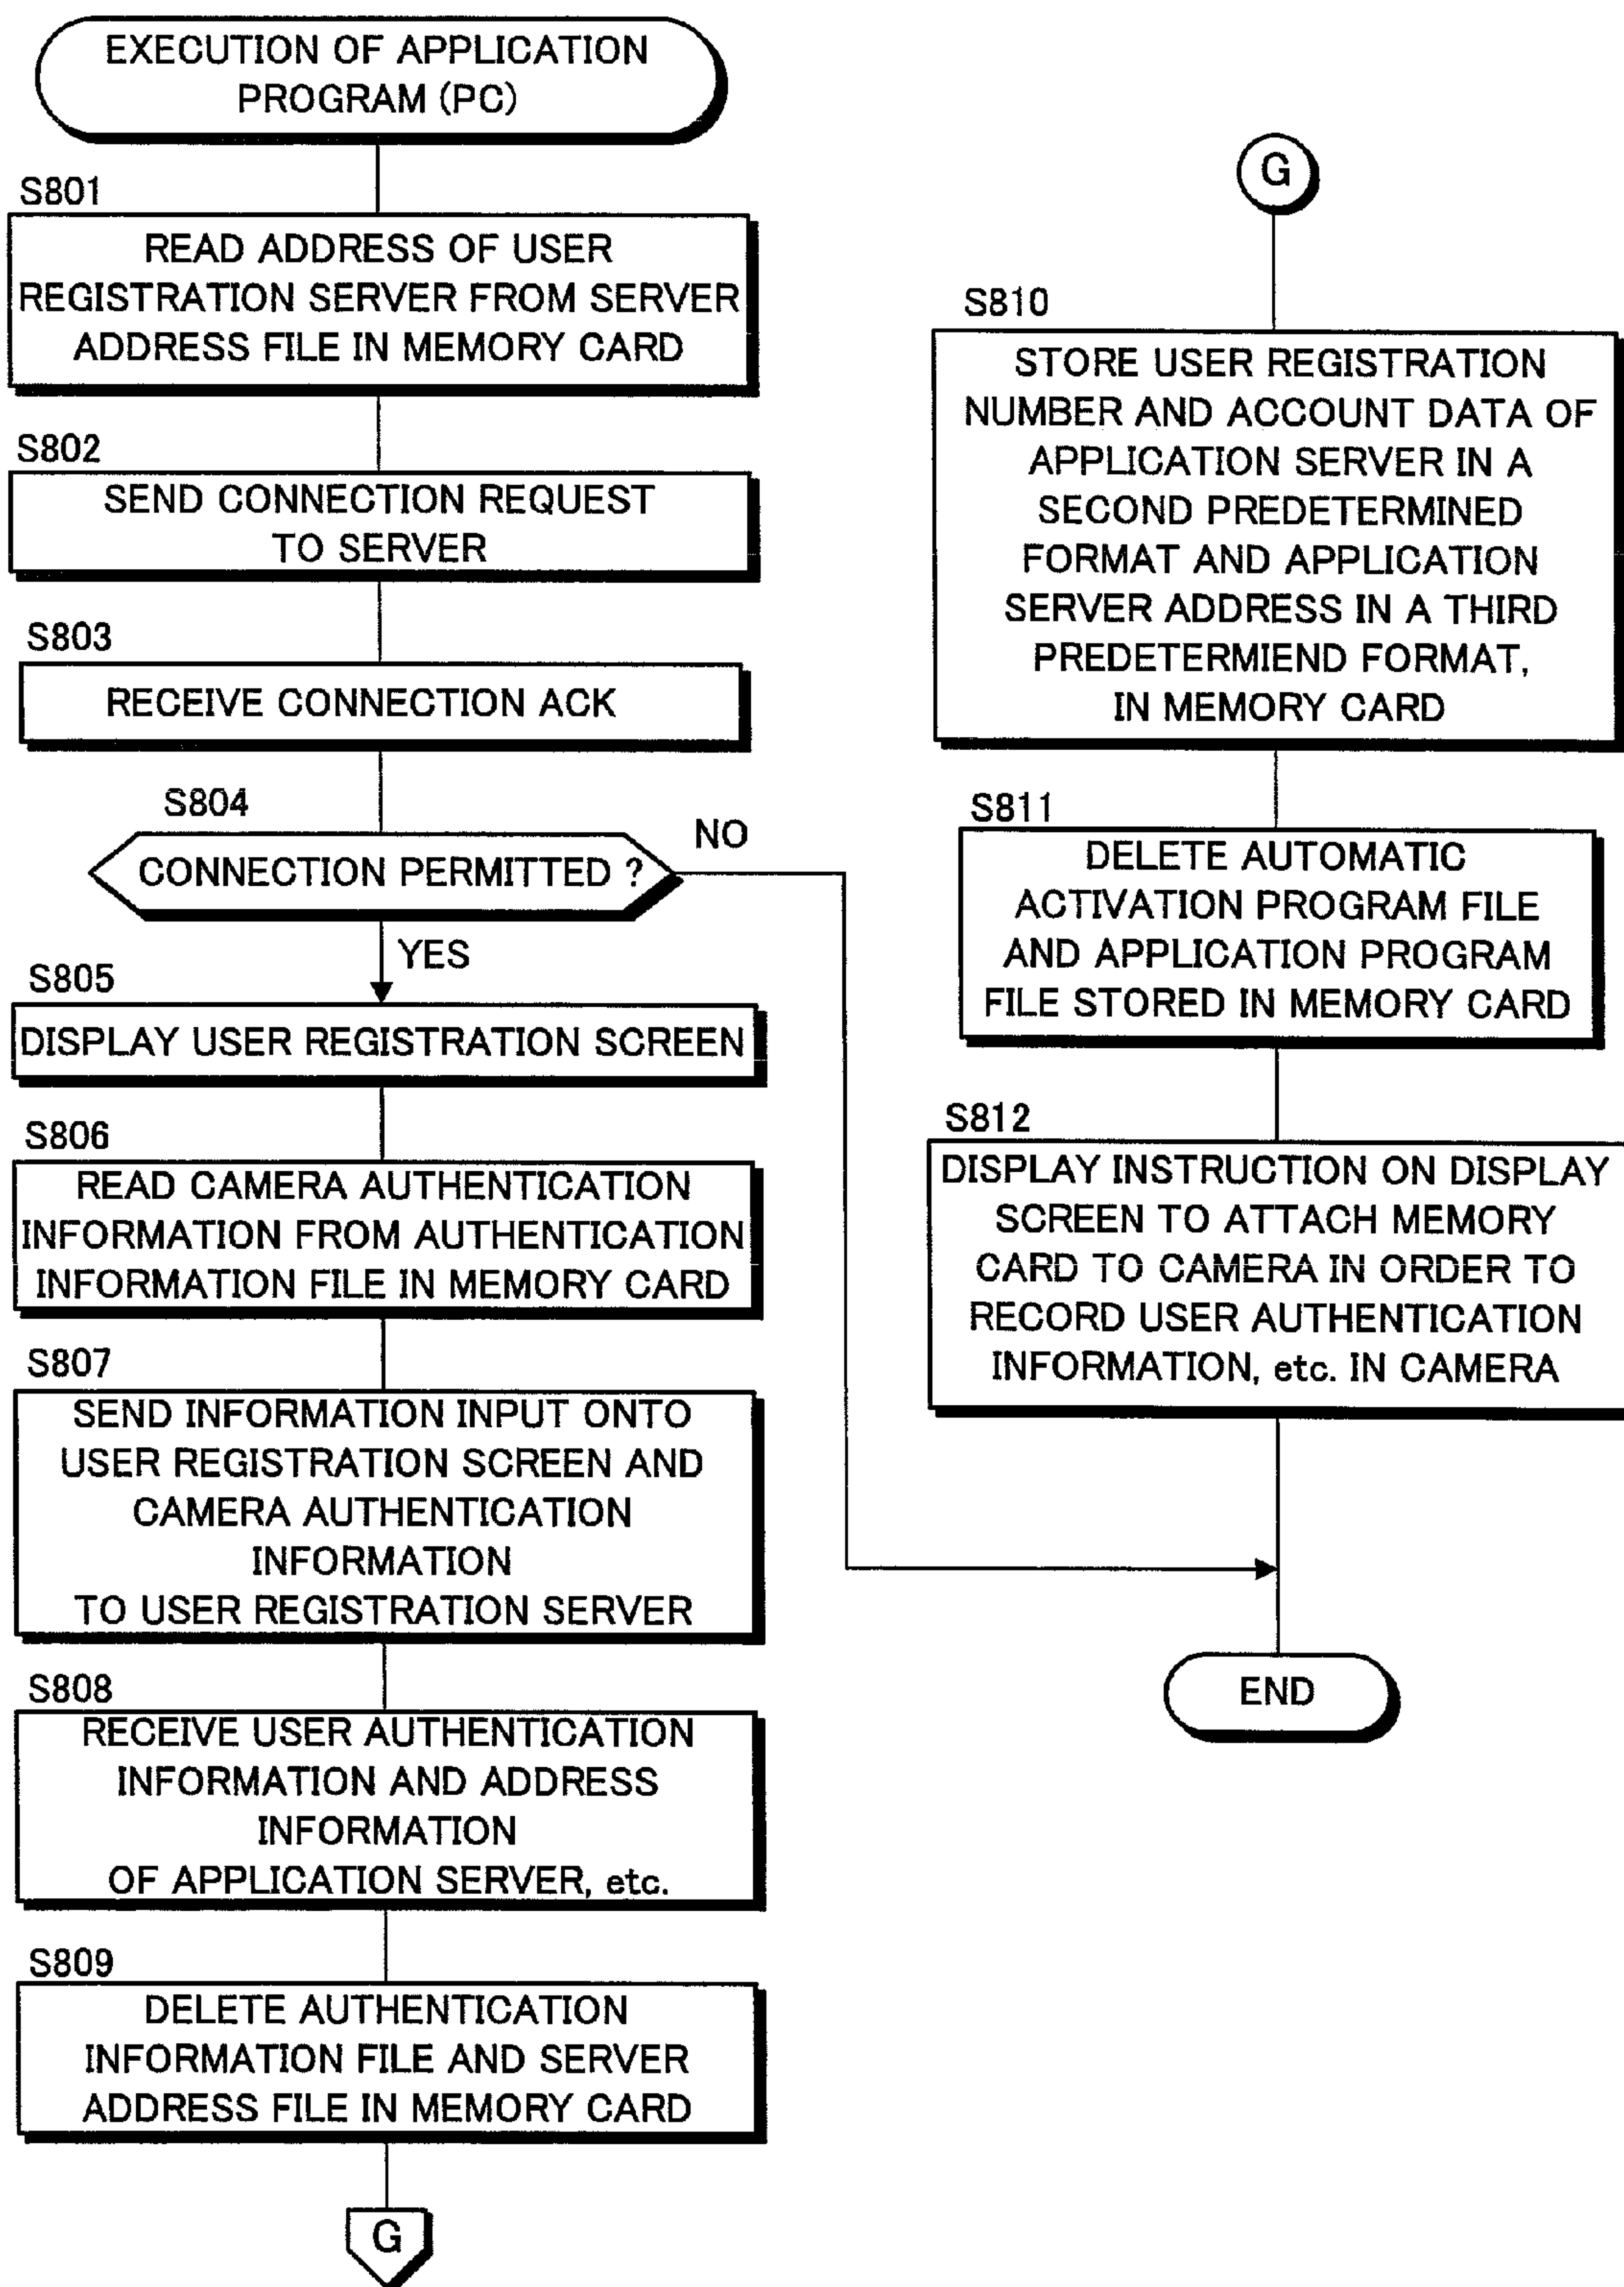 EXECUTION OF APPLICATION
PROGRAM (PC)
S801
READ ADDRESS OF USER
REGISTRATION SERVER FROM SERVER
ADDRESS FILE IN MEMORY CARD
S802
SEND CONNECTION REQUEST
TO SERVER
S803
RECEIVE CONNECTION ACK
S804
CONNECTION PERMITTED ?
NO
YES
S805
DISPLAY USER REGISTRATION SCREEN
S806
READ CAMERA AUTHENTICATION
INFORMATION FROM AUTHENTICATION
INFORMATION FILE IN MEMORY CARD
S807
SEND INFORMATION INPUT ONTO
USER REGISTRATION SCREEN AND
CAMERA AUTHENTICATION
INFORMATION
TO USER REGISTRATION SERVER
S808
RECEIVE USER AUTHENTICATION
INFORMATION AND ADDRESS
INFORMATION
OF APPLICATION SERVER, etc.
S809
DELETE AUTHENTICATION
INFORMATION FILE AND SERVER
ADDRESS FILE IN MEMORY CARD
G
G
S810
STORE USER REGISTRATION
NUMBER AND ACCOUNT DATA OF
APPLICATION SERVER IN A
SECOND PREDETERMINED
FORMAT AND APPLICATION
SERVER ADDRESS IN A THIRD
PREDETERMIEND FORMAT,
IN MEMORY CARD
S811
DELETE AUTOMATIC
ACTIVATION PROGRAM FILE
AND APPLICATION PROGRAM
FILE STORED IN MEMORY CARD
S812
DISPLAY INSTRUCTION ON DISPLAY
SCREEN TO ATTACH MEMORY
CARD TO CAMERA IN ORDER TO
RECORD USER AUTHENTICATION
INFORMATION, etc. IN CAMERA
END